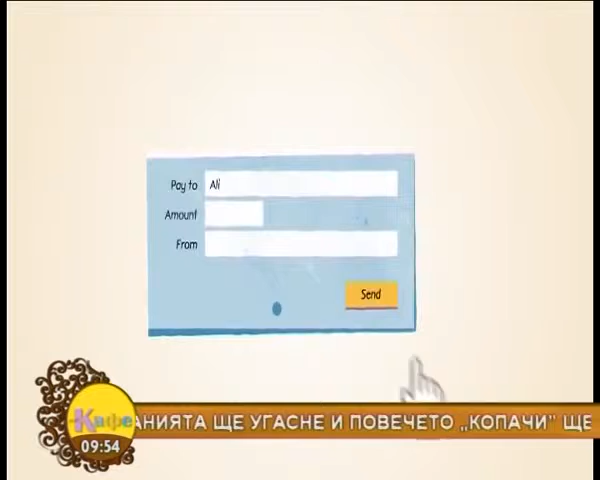 Pay to Ali
Amount
From
Send
Кафе
АНИЯТА ЩЕ УГАСНЕ И ПОВЕЧЕТО „КОПАЧИ” ЩЕ
09:54